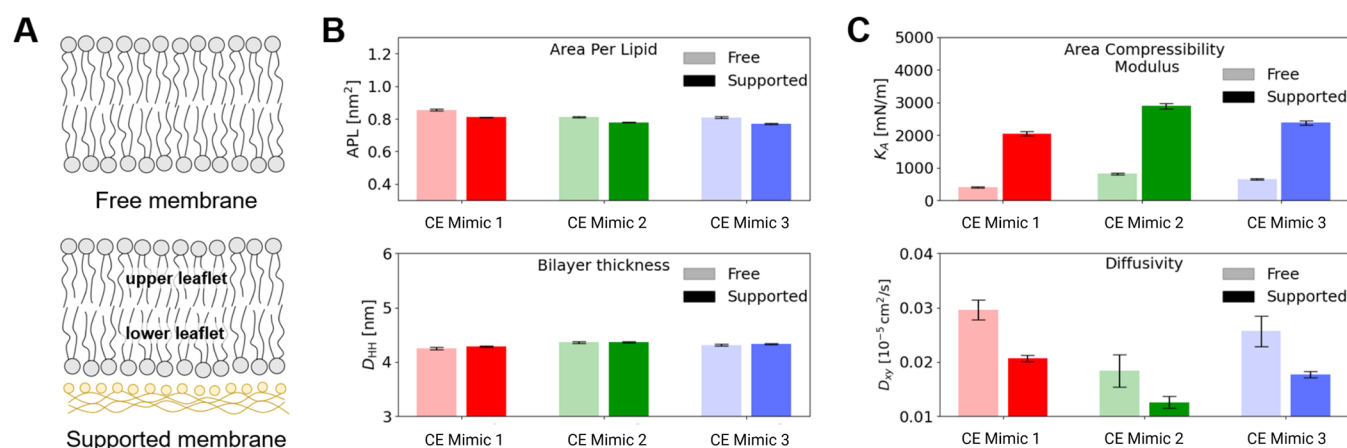 A
Free membrane
upper leaflet
lower leaflet
Supported membrane
B
Area Per Lipid
Free
Supported
APL [nm²]
1.2
1.0
0.8
0.6
0.4
CE Mimic 1 CE Mimic 2 CE Mimic 3
Bilayer thickness
Free
Supported
D_HH [nm]
6
5
4
3
CE Mimic 1 CE Mimic 2 CE Mimic 3
C
Area Compressibility
Modulus
Free
Supported
K_A [mN/m]
5000
4000
3000
2000
1000
0
CE Mimic 1 CE Mimic 2 CE Mimic 3
Diffusivity
Free
Supported
D_xy [10⁻⁵ cm²/s]
0.04
0.03
0.02
0.01
CE Mimic 1 CE Mimic 2 CE Mimic 3